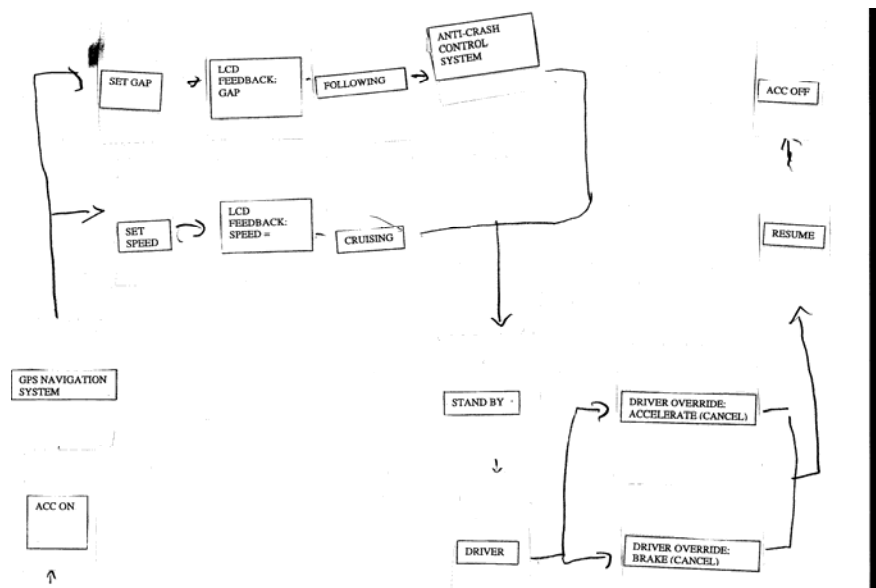 ANTI-CRASH
CONTROL
SYSTEM
SET GAP
LCD
FEEDBACK:
GAP
FOLLOWING
ACC OFF
SET
SPEED
LCD
FEEDBACK:
SPEED =
CRUISING
RESUME
GPS NAVIGATION
SYSTEM
STAND BY
DRIVER OVERRIDE:
ACCELERATE (CANCEL)
ACC ON
DRIVER
DRIVER OVERRIDE:
BRAKE (CANCEL)